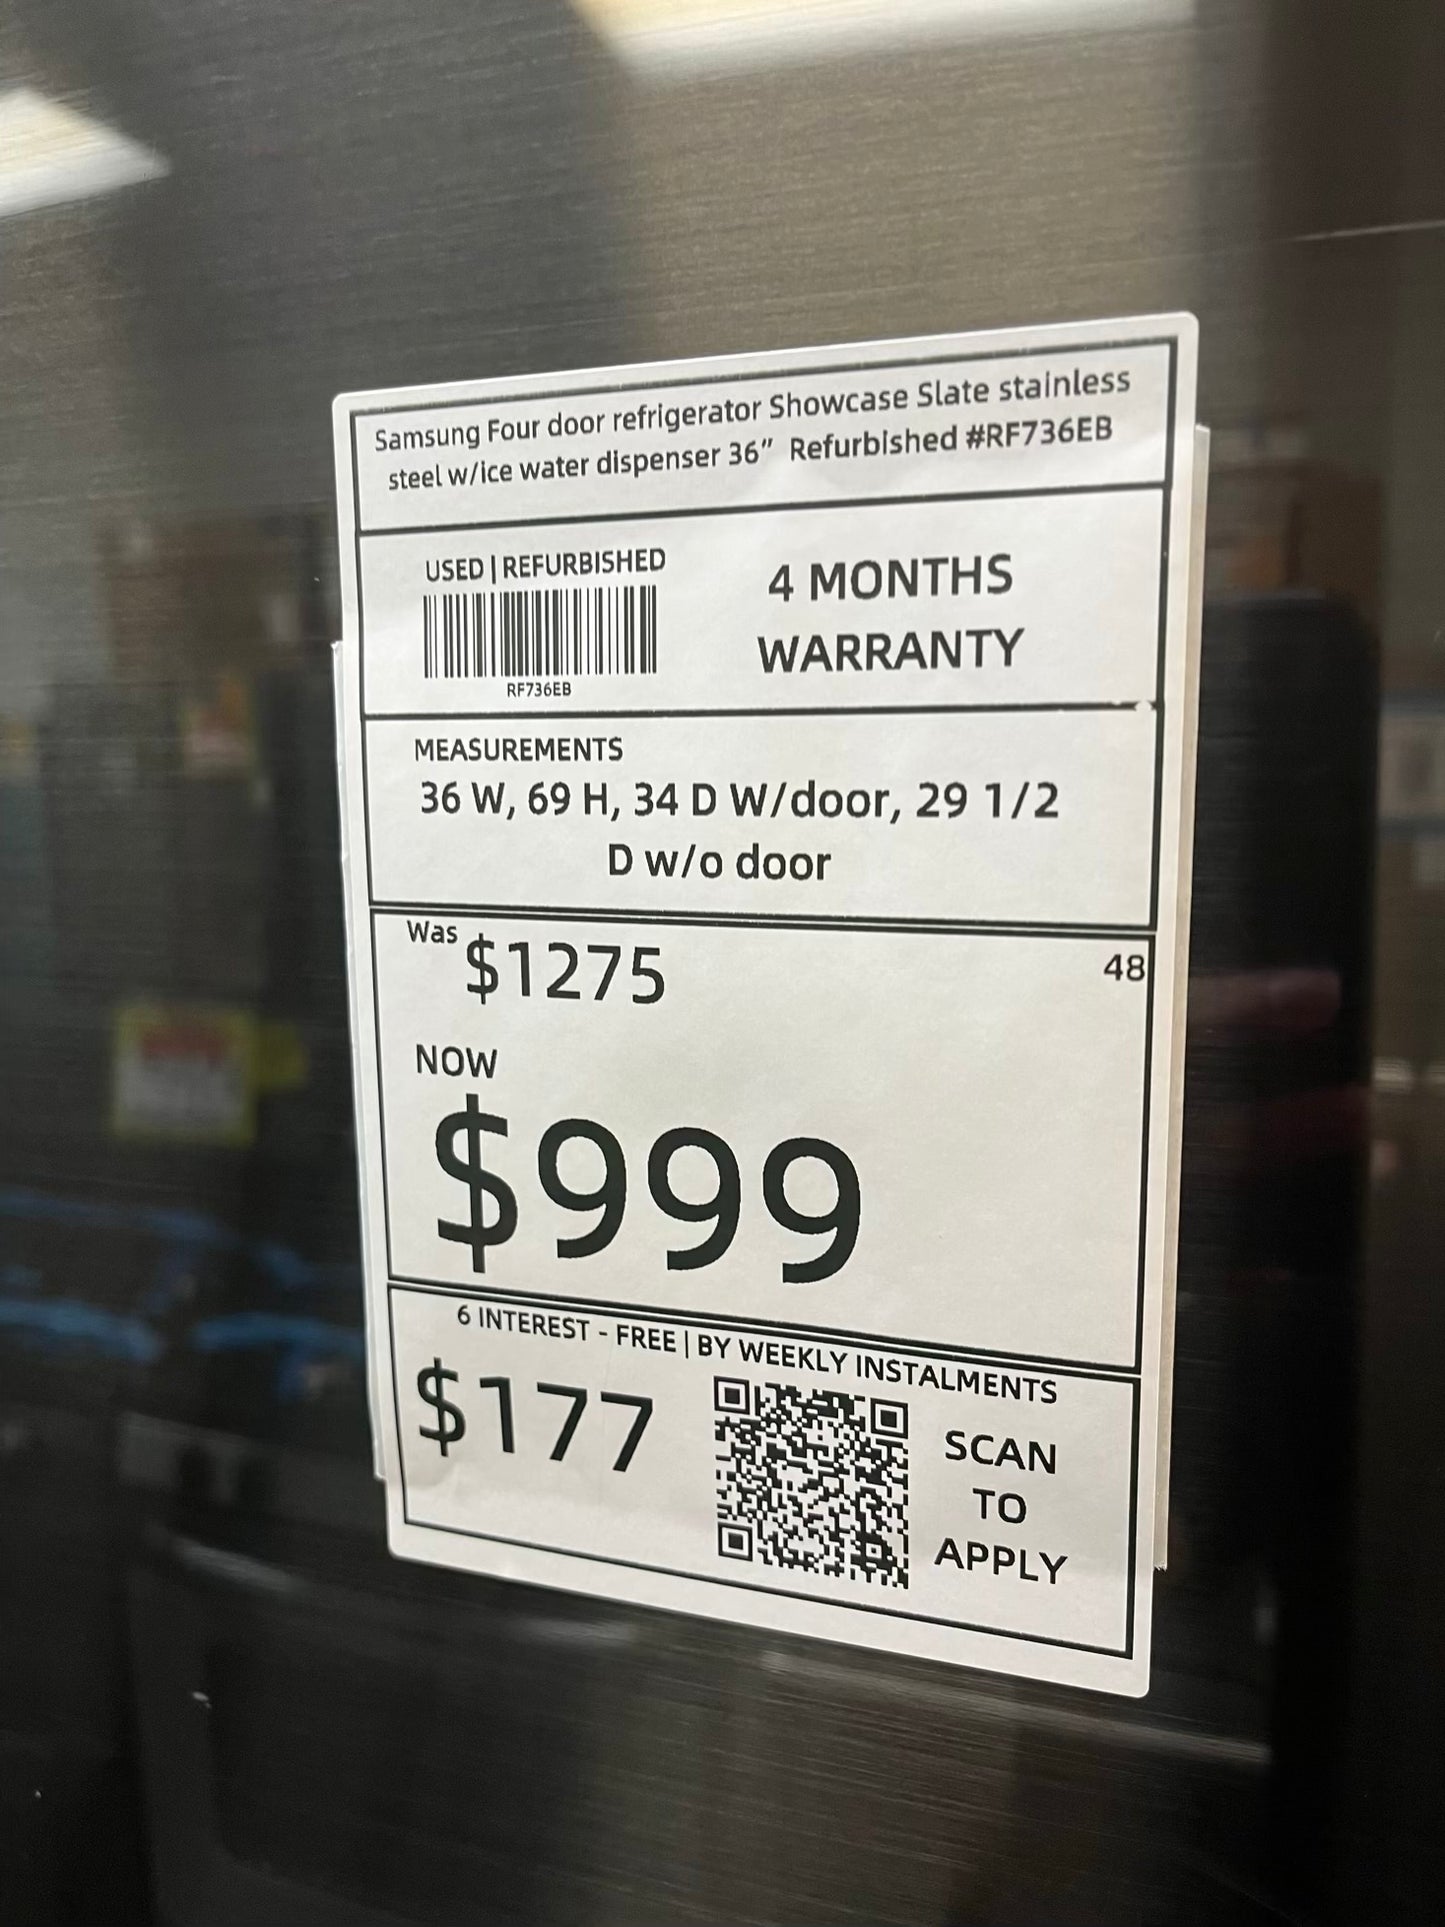 Samsung Four door refrigerator Showcase Slate stainless
steel w/ice water dispenser 36” Refurbished #RF736EB
USED | REFURBISHED
RF736EB
4 MONTHS
WARRANTY
MEASUREMENTS
36 W, 69 H, 34 D W/door, 29 1/2
D w/o door
Was $1275
48
NOW
$999
6 INTEREST - FREE | BY WEEKLY INSTALMENTS
$177
SCAN
TO
APPLY